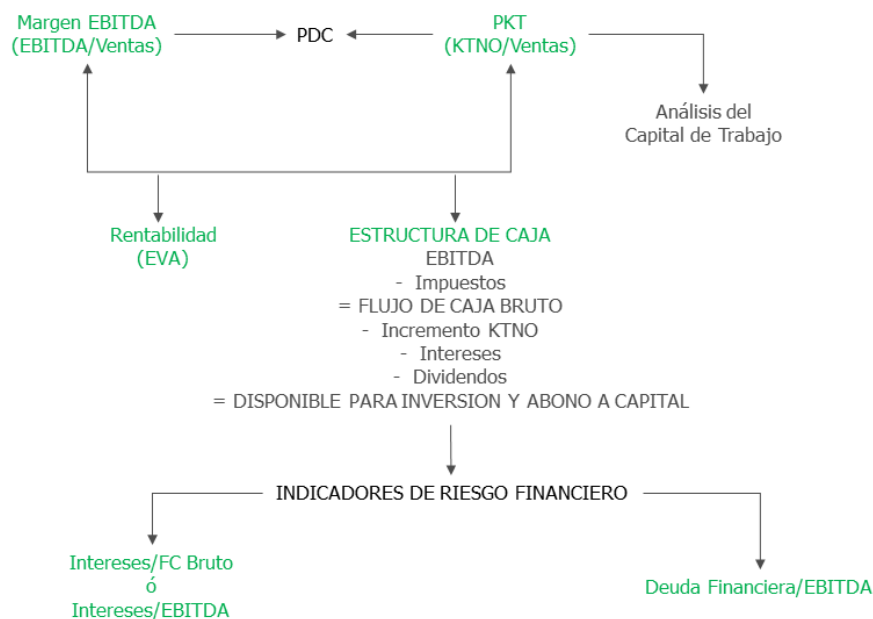 Margen EBITDA
(EBITDA/Ventas)
PDC
PKT
(KTNO/Ventas)
Análisis del
Capital de Trabajo
Rentabilidad
(EVA)
ESTRUCTURA DE CAJA
EBITDA
- Impuestos
= FLUJO DE CAJA BRUTO
- Incremento KTNO
- Intereses
- Dividendos
= DISPONIBLE PARA INVERSION Y ABONO A CAPITAL
INDICADORES DE RIESGO FINANCIERO
Intereses/FC Bruto
ó
Intereses/EBITDA
Deuda Financiera/EBITDA